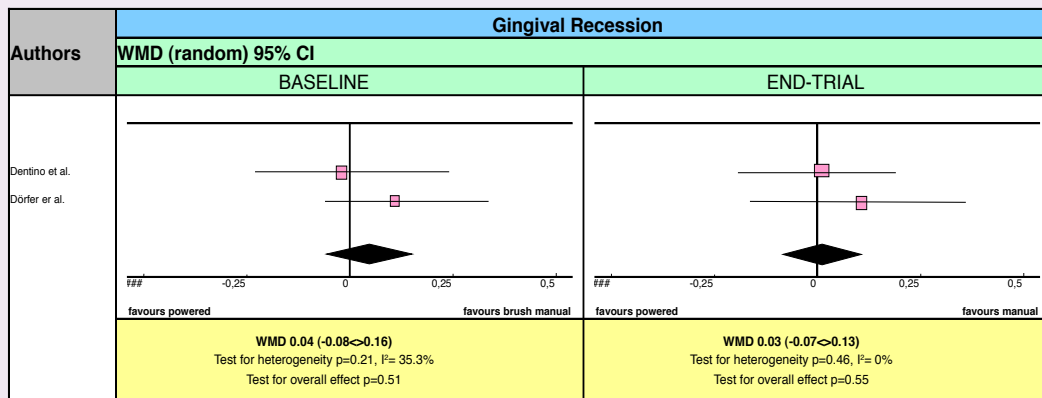 Gingival Recession
Authors
WMD (random) 95% CI
BASELINE
END-TRIAL
Dentino et al.
Dörfer er al.
### -0,25 0 0,25 0,5
favours powered favours brush manual
### -0,25 0 0,25 0,5
favours powered favours manual
WMD 0.04 (-0.08<>0.16)
Test for heterogeneity p=0.21, I²= 35.3%
Test for overall effect p=0.51
WMD 0.03 (-0.07<>0.13)
Test for heterogeneity p=0.46, I²= 0%
Test for overall effect p=0.55